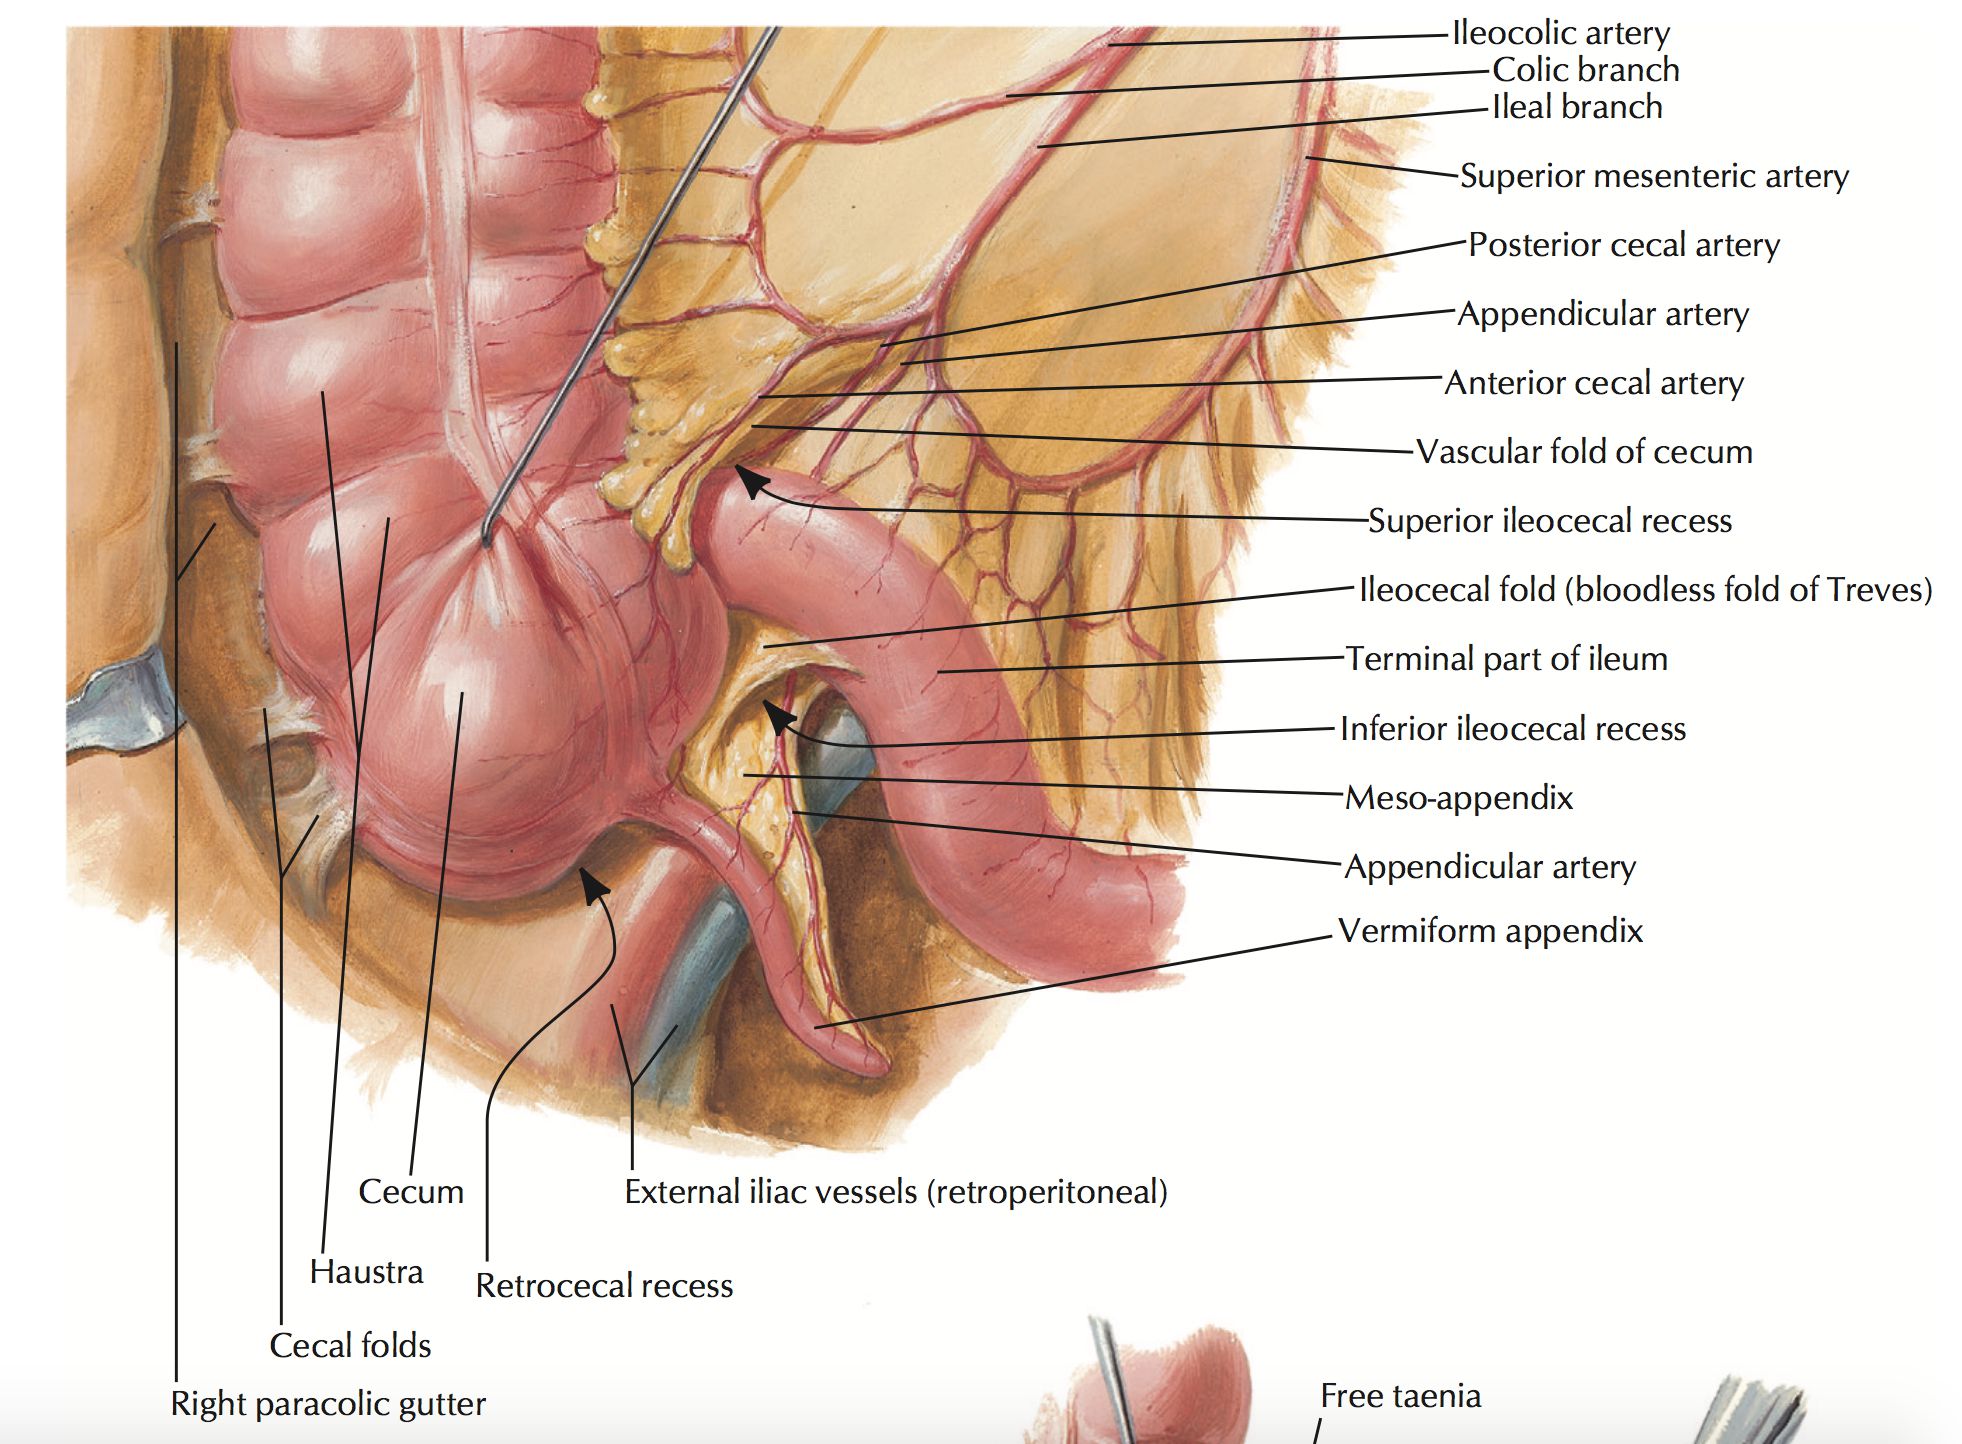 Ileocolic artery
Colic branch
Ileal branch
Superior mesenteric artery
Posterior cecal artery
Appendicular artery
Anterior cecal artery
Vascular fold of cecum
Superior ileocecal recess
Ileocecal fold (bloodless fold of Treves)
Terminal part of ileum
Inferior ileocecal recess
Meso-appendix
Appendicular artery
Vermiform appendix
External iliac vessels (retroperitoneal)
Cecum
Haustra
Retrocecal recess
Cecal folds
Right paracolic gutter
Free taenia